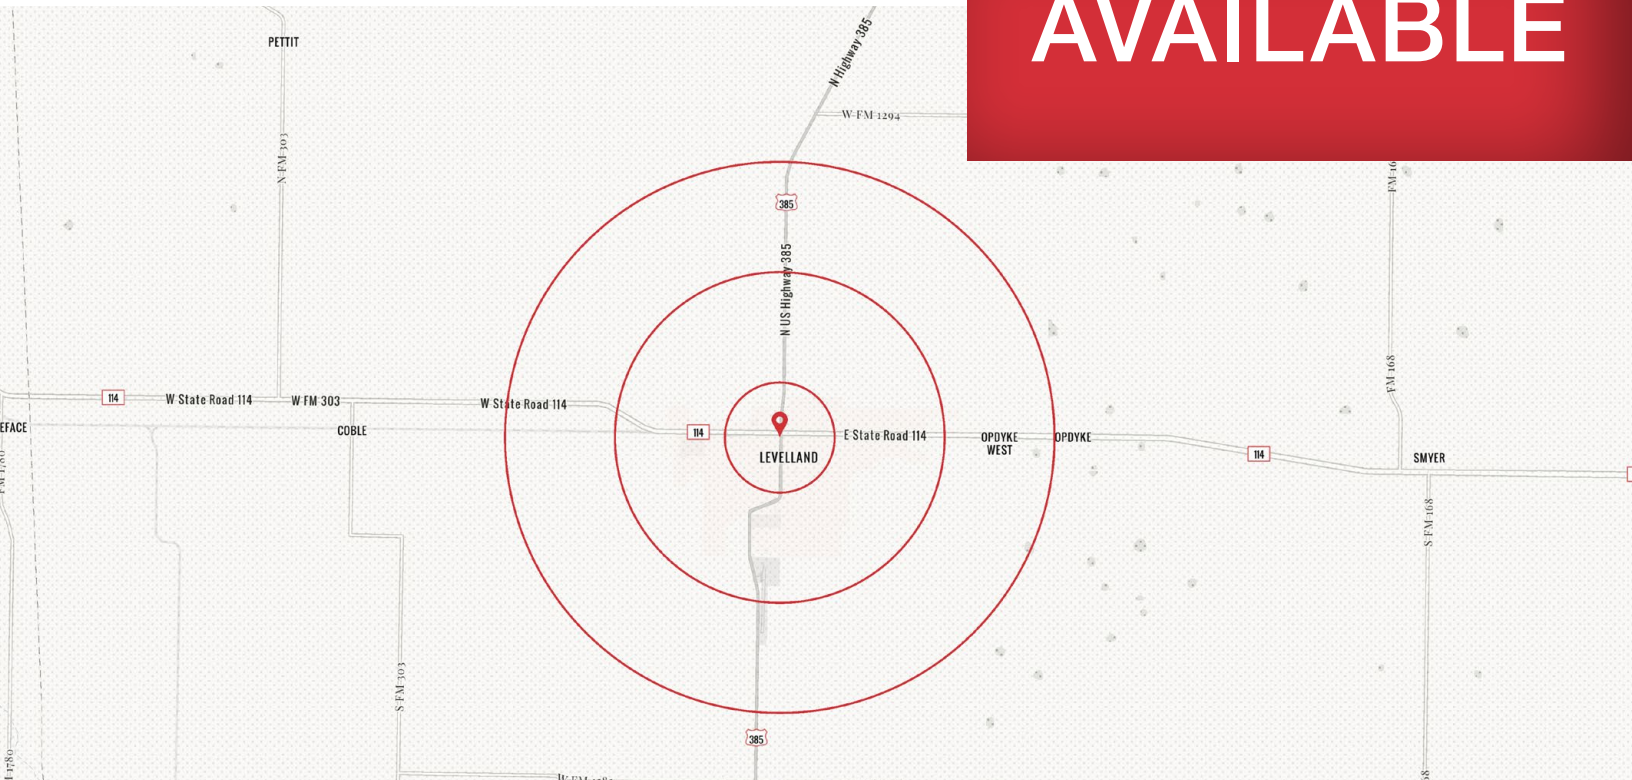 AVAILABLE
PETTIT
N Highway 385
W FM 1294
N FM 303
385
N US Highway 385
FM 168
114
W State Road 114
W FM 303
W State Road 114
COBLE
114
E State Road 114
LEVELLAND
OPDYKE
WEST
OPDYKE
114
SMYER
S FM 168
S FM 303
385